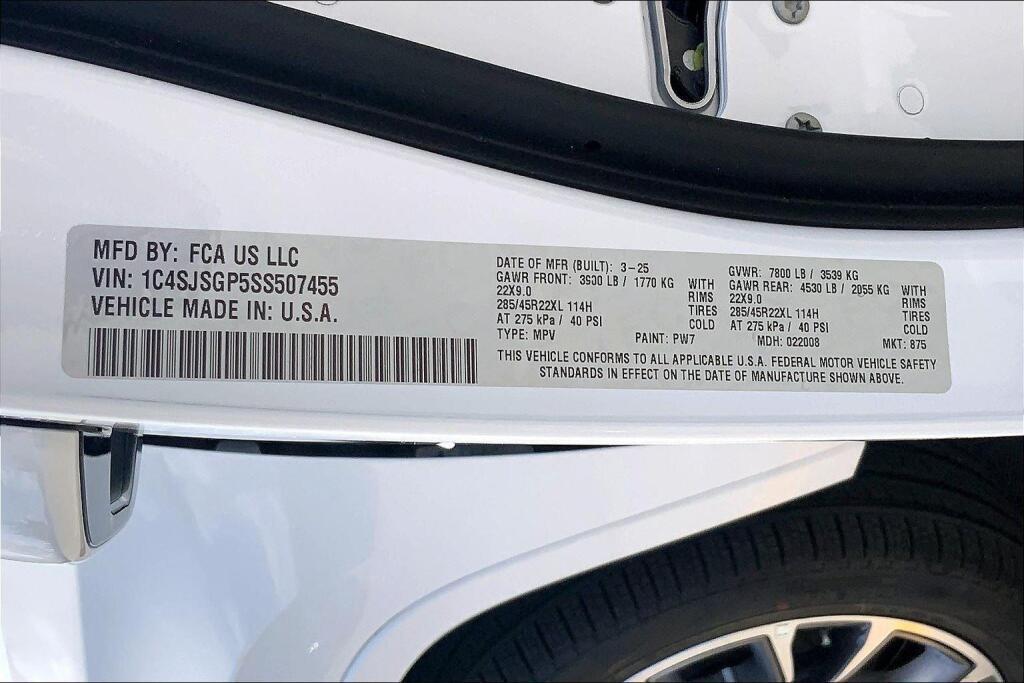 MFD BY: FCA US LLC
VIN: 1C4SJSGP5SS507455
VEHICLE MADE IN: U.S.A.
DATE OF MFR (BUILT): 3-25
GAWR FRONT: 3900 LB / 1770 KG WITH
22X9.0 RIMS
285/45R22XL 114H TIRES
AT 275 kPa / 40 PSI COLD
TYPE: MPV PAINT: PW7
GVWR: 7800 LB / 3539 KG
GAWR REAR: 4530 LB / 2055 KG WITH
22X9.0 RIMS
285/45R22XL 114H TIRES
AT 275 kPa / 40 PSI COLD
MDH: 022008 MKT: 875
THIS VEHICLE CONFORMS TO ALL APPLICABLE U.S.A. FEDERAL MOTOR VEHICLE SAFETY
STANDARDS IN EFFECT ON THE DATE OF MANUFACTURE SHOWN ABOVE.